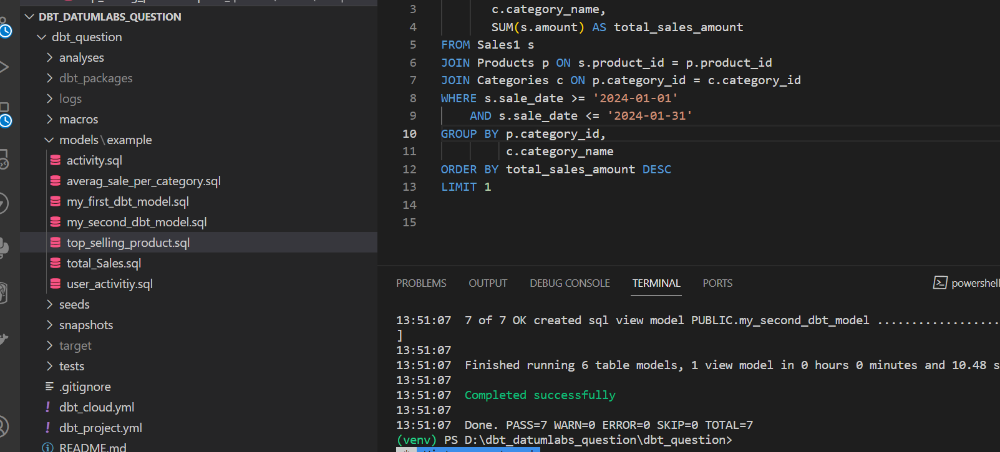 DBT_DATUMLABS_QUESTION
dbt_question
analyses
dbt_packages
logs
macros
models\example
activity.sql
averag_sale_per_category.sql
my_first_dbt_model.sql
my_second_dbt_model.sql
top_selling_product.sql
total_Sales.sql
user_activitiy.sql
seeds
snapshots
target
tests
.gitignore
dbt_cloud.yml
dbt_project.yml
README.md
3 c.category_name,
4 SUM(s.amount) AS total_sales_amount
5 FROM Sales1 s
6 JOIN Products p ON s.product_id = p.product_id
7 JOIN Categories c ON p.category_id = c.category_id
8 WHERE s.sale_date >= '2024-01-01'
9 AND s.sale_date <= '2024-01-31'
10 GROUP BY p.category_id,
11 c.category_name
12 ORDER BY total_sales_amount DESC
13 LIMIT 1
14
15
PROBLEMS OUTPUT DEBUG CONSOLE TERMINAL PORTS powershell
13:51:07 7 of 7 OK created sql view model PUBLIC.my_second_dbt_model ..................
]
13:51:07
13:51:07 Finished running 6 table models, 1 view model in 0 hours 0 minutes and 10.48 s
13:51:07
13:51:07 Completed successfully
13:51:07
13:51:07 Done. PASS=7 WARN=0 ERROR=0 SKIP=0 TOTAL=7
(venv) PS D:\dbt_datumlabs_question\dbt_question>